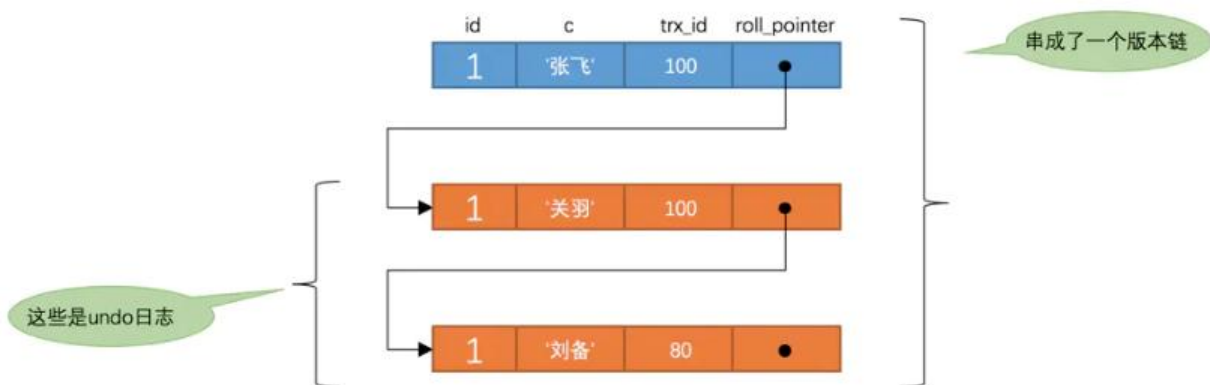 id c trx_id roll_pointer
串成了一个版本链
1 '张飞' 100
1 '关羽' 100
这些是undo日志
1 '刘备' 80